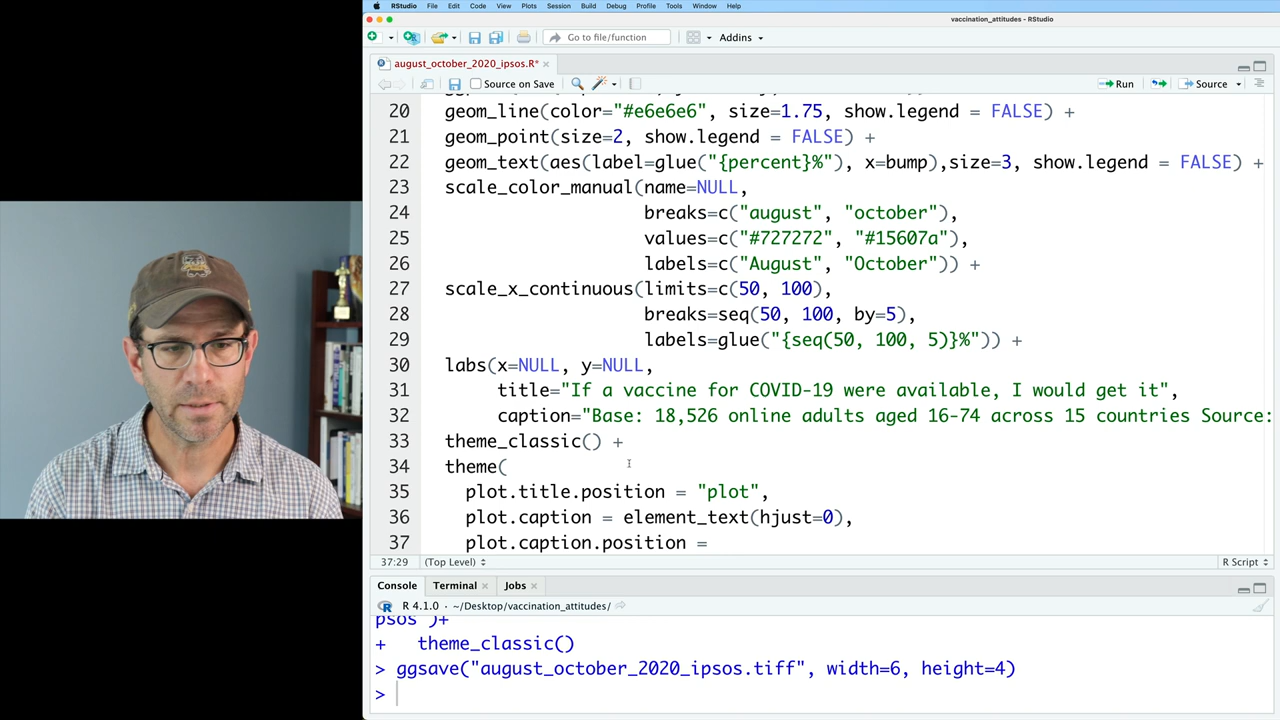 RStudio File Edit Code View Plots Session Build Debug Profile Tools Window Help
vaccination_attitudes - RStudio
Go to file/function Addins
august_october_2020_ipsos.R*
Source on Save Run Source
20 geom_line(color="#e6e6e6", size=1.75, show.legend = FALSE) +
21 geom_point(size=2, show.legend = FALSE) +
22 geom_text(aes(label=glue("{percent}%"), x=bump),size=3, show.legend = FALSE) +
23 scale_color_manual(name=NULL,
24 breaks=c("august", "october"),
25 values=c("#727272", "#15607a"),
26 labels=c("August", "October")) +
27 scale_x_continuous(limits=c(50, 100),
28 breaks=seq(50, 100, by=5),
29 labels=glue("{seq(50, 100, 5)}%")) +
30 labs(x=NULL, y=NULL,
31 title="If a vaccine for COVID-19 were available, I would get it",
32 caption="Base: 18,526 online adults aged 16-74 across 15 countries Source:
33 theme_classic() +
34 theme(
35 plot.title.position = "plot",
36 plot.caption = element_text(hjust=0),
37 plot.caption.position =
37:29 (Top Level) R Script
Console Terminal Jobs
R 4.1.0 · ~/Desktop/vaccination_attitudes/
psos")+
+ theme_classic()
> ggsave("august_october_2020_ipsos.tiff", width=6, height=4)
>